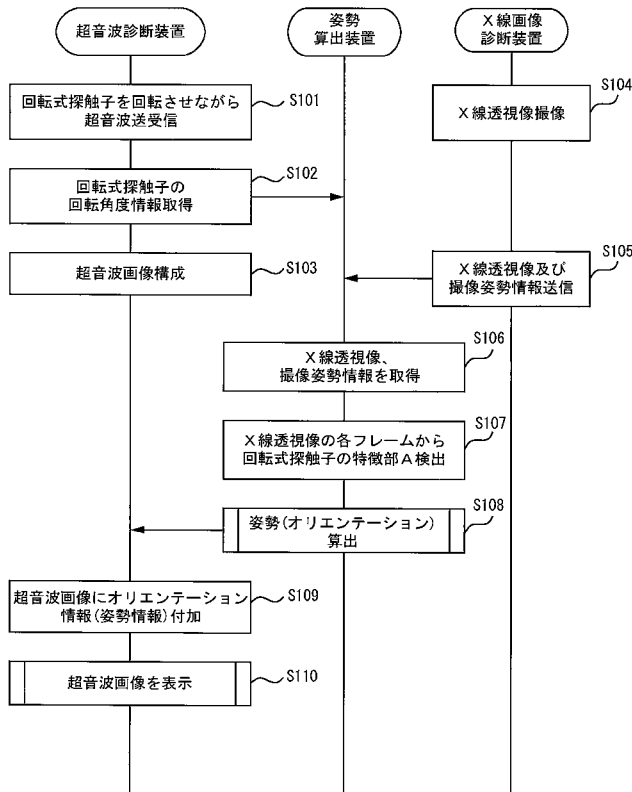 超音波診断装置
姿勢
算出装置
X線画像
診断装置
回転式探触子を回転させながら
超音波送受信
S101
X線透視像撮像
S104
回転式探触子の
回転角度情報取得
S102
超音波画像構成
S103
X線透視像及び
撮像姿勢情報送信
S105
X線透視像、
撮像姿勢情報を取得
S106
X線透視像の各フレームから
回転式探触子の特徴部A検出
S107
姿勢(オリエンテーション)
算出
S108
超音波画像にオリエンテーション
情報(姿勢情報)付加
S109
超音波画像を表示
S110